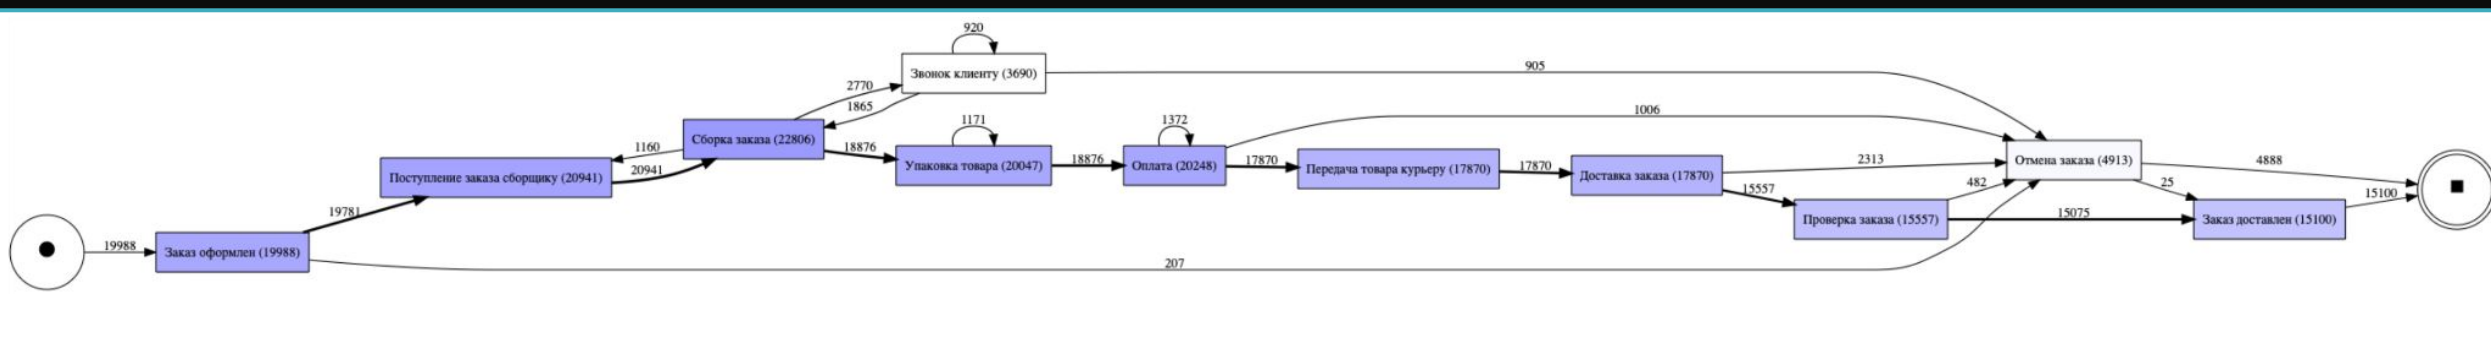 920
Звонок клиенту (3690)
905
2770
1865
1006
1171
1372
Сборка заказа (22806)
18876
1160
Упаковка товара (20047)
18876
Оплата (20248)
17870
Передача товара курьеру (17870)
17870
Доставка заказа (17870)
2313
Отмена заказа (4913)
4888
Поступление заказа сборщику (20941)
20941
15557
482
25
15100
19781
Проверка заказа (15557)
15075
Заказ доставлен (15100)
19988
Заказ оформлен (19988)
207